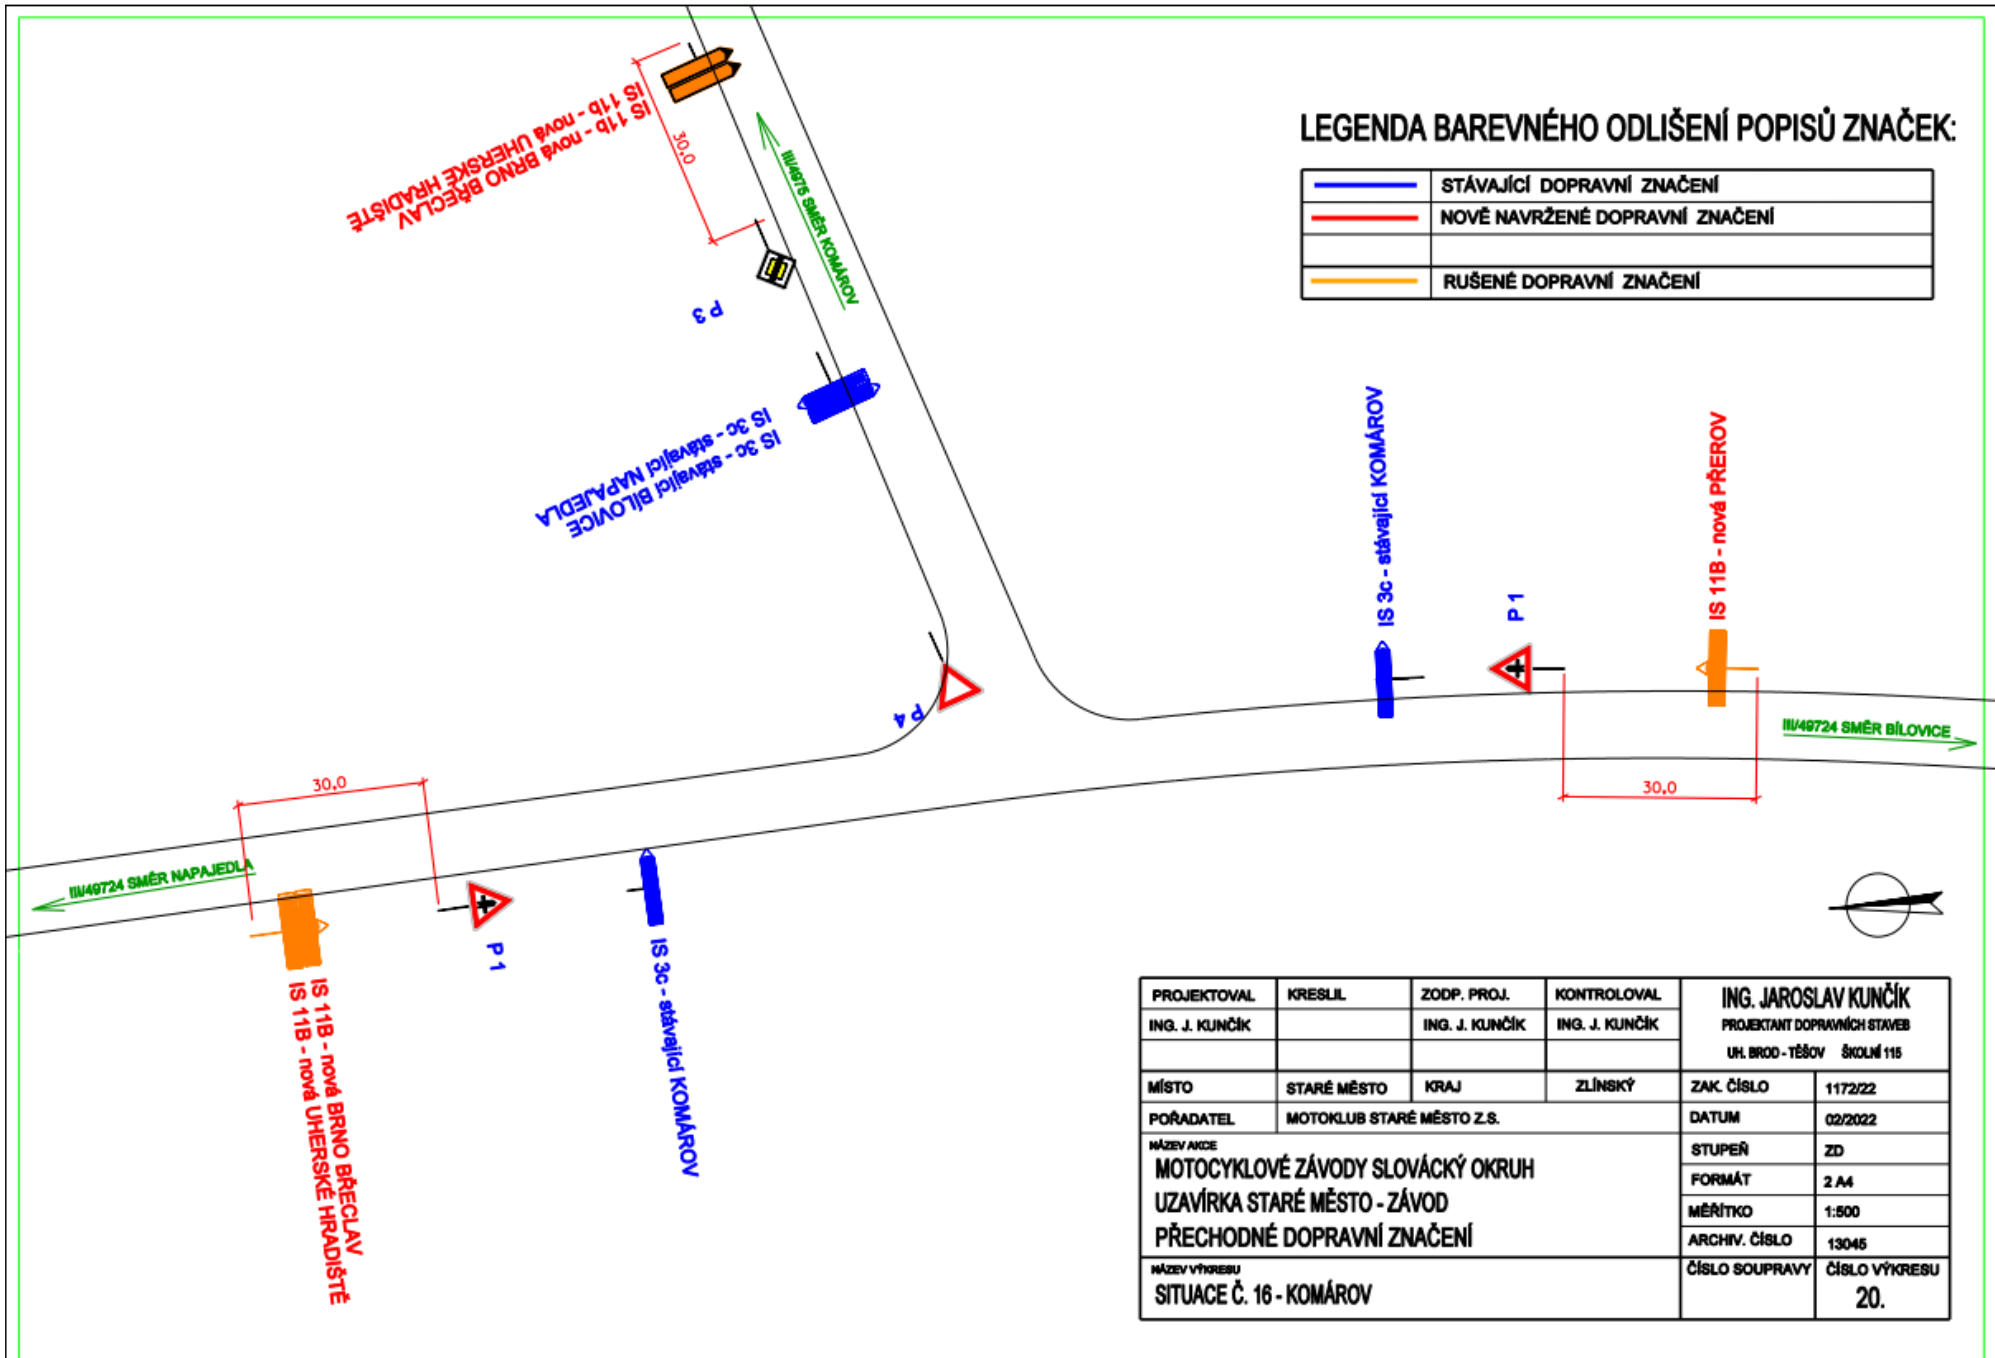 IS 11b - nová UHERSKÉ HRADIŠTĚ
IS 11b - nová BRNO BŘECLAV
30,0
III/4975 SMĚR KOMÁROV
P 3
IS 3c - stávající NAPAJEDLA
IS 3c - stávající BÍLOVICE
P 4
LEGENDA BAREVNÉHO ODLIŠENÍ POPISŮ ZNAČEK:
STÁVAJÍCÍ DOPRAVNÍ ZNAČENÍ
NOVĚ NAVRŽENÉ DOPRAVNÍ ZNAČENÍ
RUŠENÉ DOPRAVNÍ ZNAČENÍ
IS 3c - stávající KOMÁROV
P 1
IS 11B - nová PŘEROV
III/49724 SMĚR BÍLOVICE
30,0
30,0
III/49724 SMĚR NAPAJEDLA
P 1
IS 3c - stávající KOMÁROV
IS 11B - nová BRNO BŘECLAV
IS 11B - nová UHERSKÉ HRADIŠTĚ
PROJEKTOVAL KRESLIL ZODP. PROJ. KONTROLOVAL
ING. J. KUNČÍK ING. J. KUNČÍK ING. J. KUNČÍK
ING. JAROSLAV KUNČÍK
PROJEKTANT DOPRAVNÍCH STAVEB
UH. BROD - TĚŠOV ŠKOLNÍ 115
MÍSTO STARÉ MĚSTO KRAJ ZLÍNSKÝ
ZAK. ČÍSLO 1172/22
POŘADATEL MOTOKLUB STARÉ MĚSTO Z.S.
DATUM 02/2022
NÁZEV AKCE
MOTOCYKLOVÉ ZÁVODY SLOVÁCKÝ OKRUH
UZAVÍRKA STARÉ MĚSTO - ZÁVOD
PŘECHODNÉ DOPRAVNÍ ZNAČENÍ
STUPEŇ ZD
FORMÁT 2 A4
MĚŘÍTKO 1:500
ARCHIV. ČÍSLO 13045
NÁZEV VÝKRESU
SITUACE Č. 16 - KOMÁROV
ČÍSLO SOUPRAVY ČÍSLO VÝKRESU
20.